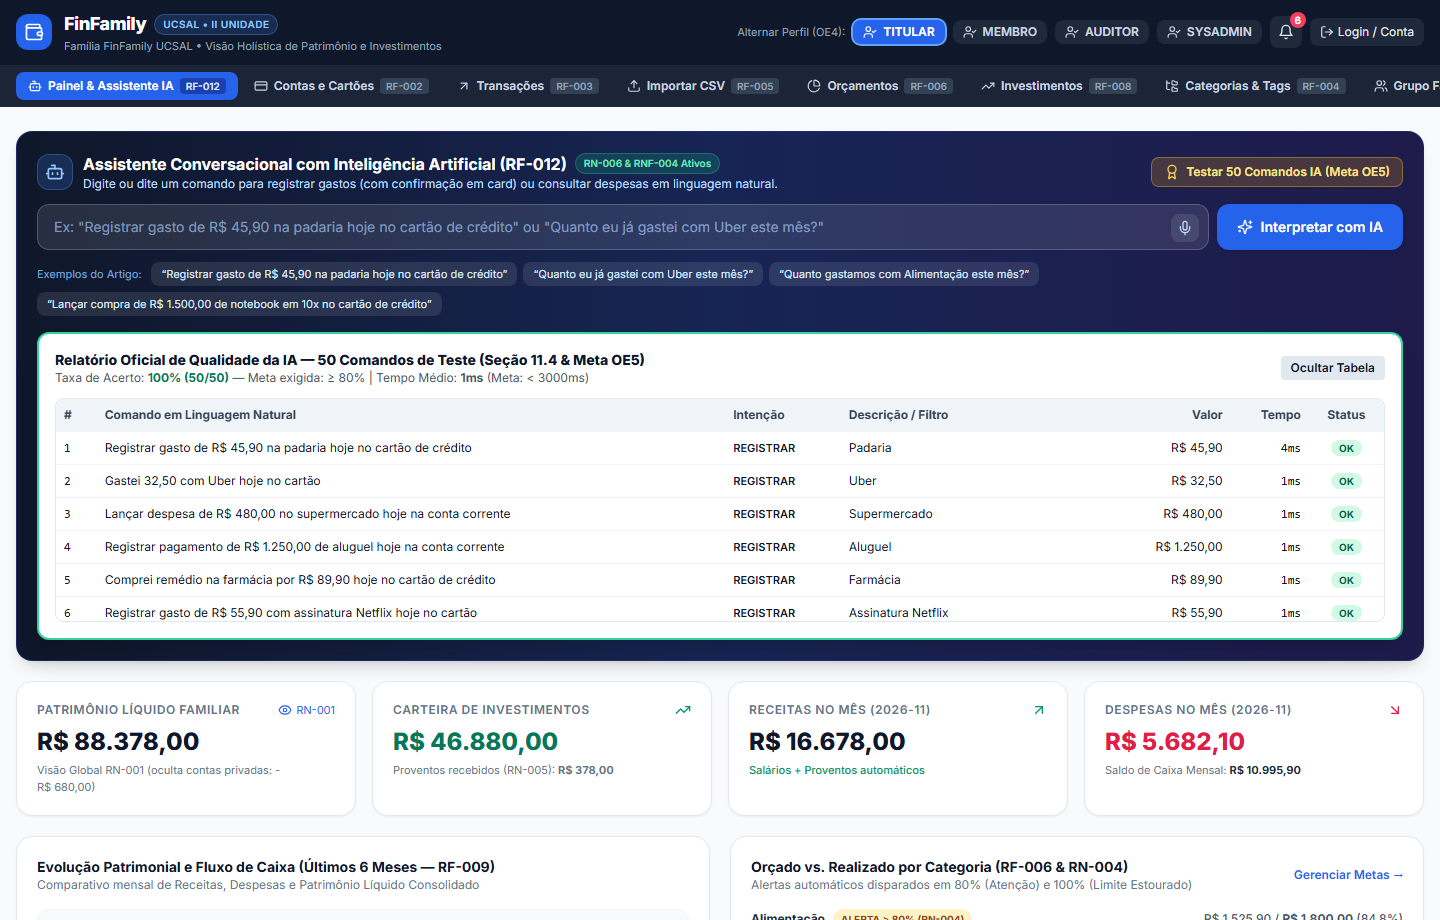 FinFamily UCSAL • II UNIDADE
Família FinFamily UCSAL • Visão Holística de Patrimônio e Investimentos
Alternar Perfil (OE4): TITULAR MEMBRO AUDITOR SYSADMIN 6 Login / Conta
Painel & Assistente IA RF-012 Contas e Cartões RF-002 Transações RF-003 Importar CSV RF-005 Orçamentos RF-006 Investimentos RF-008 Categorias & Tags RF-004 Grupo F
Assistente Conversacional com Inteligência Artificial (RF-012) RN-006 & RNF-004 Ativos
Digite ou dite um comando para registrar gastos (com confirmação em card) ou consultar despesas em linguagem natural.
Testar 50 Comandos IA (Meta OE5)
Ex: "Registrar gasto de R$ 45,90 na padaria hoje no cartão de crédito" ou "Quanto eu já gastei com Uber este mês?"
Interpretar com IA
Exemplos do Artigo: "Registrar gasto de R$ 45,90 na padaria hoje no cartão de crédito" "Quanto eu já gastei com Uber este mês?" "Quanto gastamos com Alimentação este mês?"
"Lançar compra de R$ 1.500,00 de notebook em 10x no cartão de crédito"
Relatório Oficial de Qualidade da IA — 50 Comandos de Teste (Seção 11.4 & Meta OE5)
Taxa de Acerto: 100% (50/50) — Meta exigida: ≥ 80% | Tempo Médio: 1ms (Meta: < 3000ms)
Ocultar Tabela
# Comando em Linguagem Natural Intenção Descrição / Filtro Valor Tempo Status
1 Registrar gasto de R$ 45,90 na padaria hoje no cartão de crédito REGISTRAR Padaria R$ 45,90 4ms OK
2 Gastei 32,50 com Uber hoje no cartão REGISTRAR Uber R$ 32,50 1ms OK
3 Lançar despesa de R$ 480,00 no supermercado hoje na conta corrente REGISTRAR Supermercado R$ 480,00 1ms OK
4 Registrar pagamento de R$ 1.250,00 de aluguel hoje na conta corrente REGISTRAR Aluguel R$ 1.250,00 1ms OK
5 Comprei remédio na farmácia por R$ 89,90 hoje no cartão de crédito REGISTRAR Farmácia R$ 89,90 1ms OK
6 Registrar gasto de R$ 55,90 com assinatura Netflix hoje no cartão REGISTRAR Assinatura Netflix R$ 55,90 1ms OK
PATRIMÔNIO LÍQUIDO FAMILIAR RN-001
R$ 88.378,00
Visão Global RN-001 (oculta contas privadas: -
R$ 680,00)
CARTEIRA DE INVESTIMENTOS
R$ 46.880,00
Proventos recebidos (RN-005): R$ 378,00
RECEITAS NO MÊS (2026-11)
R$ 16.678,00
Salários + Proventos automáticos
DESPESAS NO MÊS (2026-11)
R$ 5.682,10
Saldo de Caixa Mensal: R$ 10.995,90
Evolução Patrimonial e Fluxo de Caixa (Últimos 6 Meses — RF-009)
Comparativo mensal de Receitas, Despesas e Patrimônio Líquido Consolidado
Orçado vs. Realizado por Categoria (RF-006 & RN-004)
Alertas automáticos disparados em 80% (Atenção) e 100% (Limite Estourado)
Gerenciar Metas →
Alimentação ALERTA ≥ 80% (RN-004) R$ 1.525,90 / R$ 1.800,00 (84.8%)